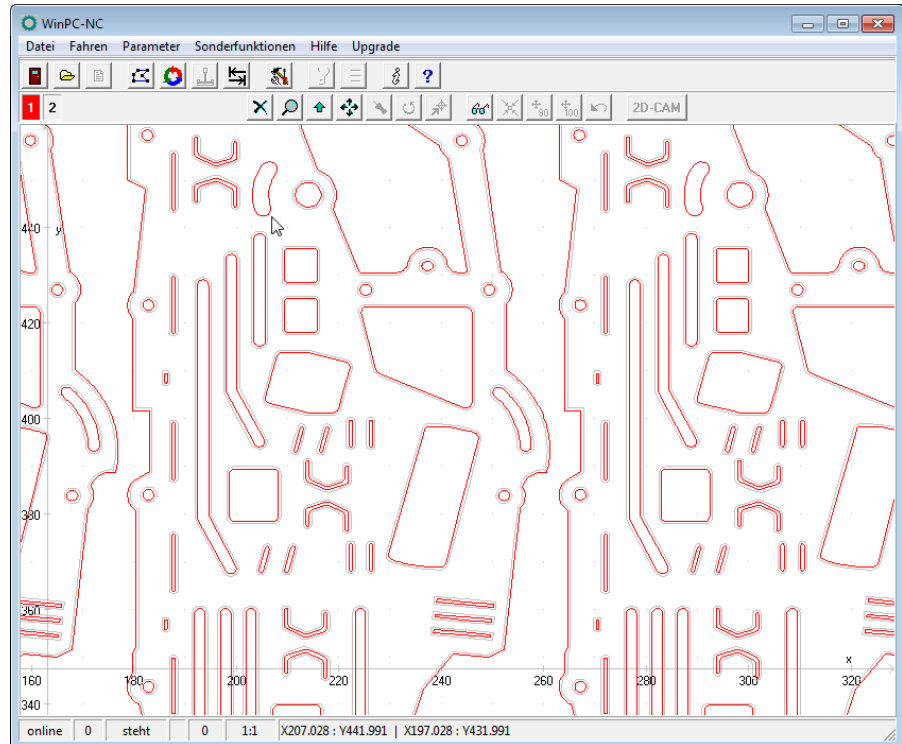 WinPC-NC
Datei Fahren Parameter Sonderfunktionen Hilfe Upgrade
?
1 2 90 100 2D-CAM
440 y
420
400
380
360
x
160 180 200 220 240 260 280 300 320
340
online 0 steht 0 1:1 X207.028 : Y441.991 | X197.028 : Y431.991